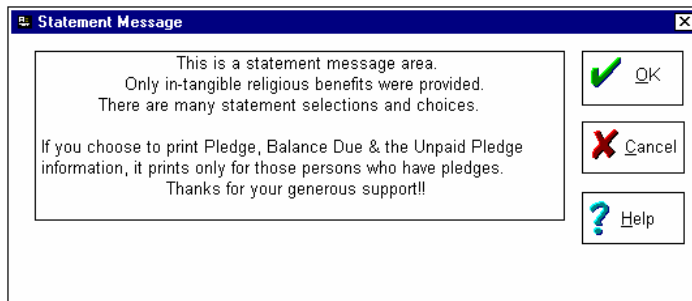 Statement Message
This is a statement message area.
Only in-tangible religious benefits were provided.
There are many statement selections and choices.
If you choose to print Pledge, Balance Due & the Unpaid Pledge
information, it prints only for those persons who have pledges.
Thanks for your generous support!!
OK
Cancel
Help